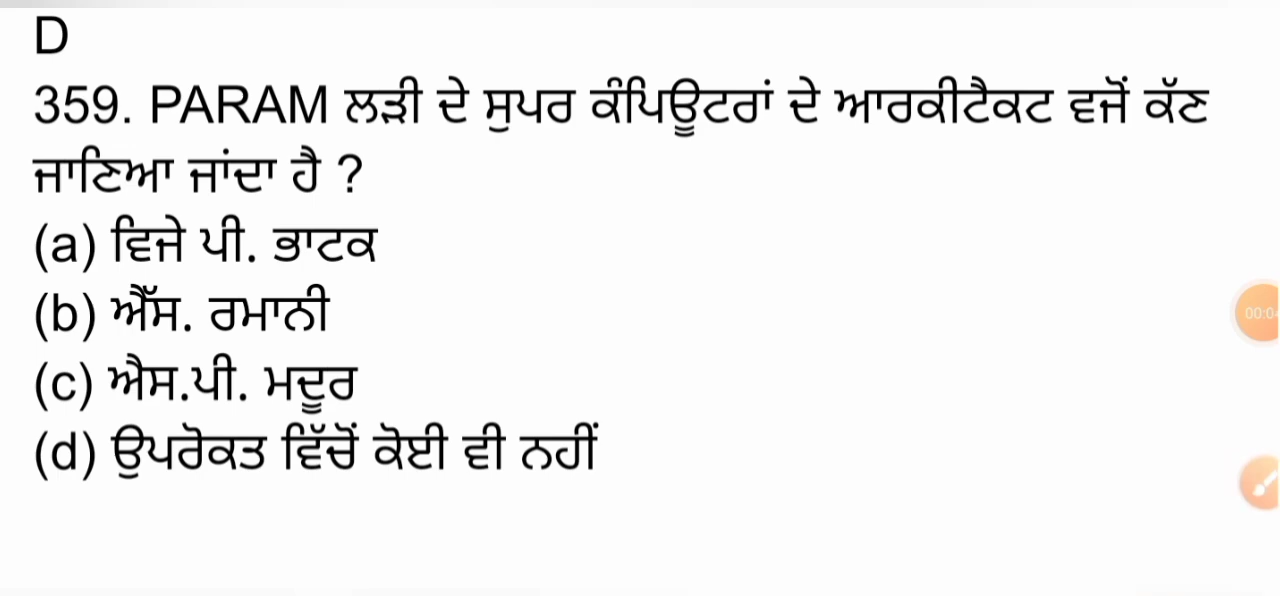 D
359. PARAM ਲੜੀ ਦੇ ਸੁਪਰ ਕੰਪਿਊਟਰਾਂ ਦੇ ਆਰਕੀਟੈਕਟ ਵਜੋਂ ਕੱਣ
ਜਾਣਿਆ ਜਾਂਦਾ ਹੈ ?
(a) ਵਿਜੇ ਪੀ. ਭਾਟਕ
(b) ਐੱਸ. ਰਮਾਨੀ
(c) ਐਸ.ਪੀ. ਮਦੂਰ
(d) ਉਪਰੋਕਤ ਵਿੱਚੋਂ ਕੋਈ ਵੀ ਨਹੀਂ